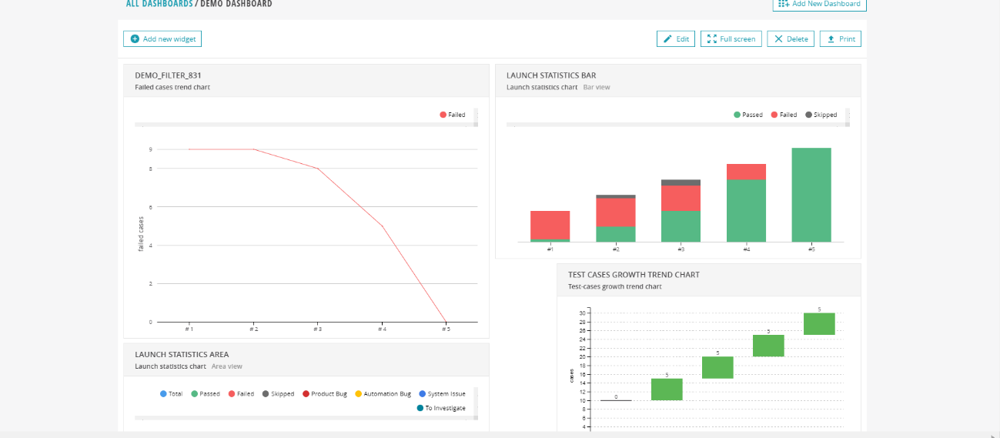 ALL DASHBOARDS / DEMO DASHBOARD
Add New Dashboard
Add new widget
Edit
Full screen
Delete
Print
DEMO_FILTER_831
Failed cases trend chart
Failed
9
8
6
4
2
0
failed cases
# 1
# 2
# 3
# 4
# 5
LAUNCH STATISTICS BAR
Launch statistics chart Bar view
Passed Failed Skipped
#1
#2
#3
#4
#5
LAUNCH STATISTICS AREA
Launch statistics chart Area view
Total Passed Failed Skipped Product Bug Automation Bug System Issue
To Investigate
TEST CASES GROWTH TREND CHART
Test-cases growth trend chart
30
28
26
24
22
20
18
16
14
12
10
8
6
4
cases
0
5
5
5
5